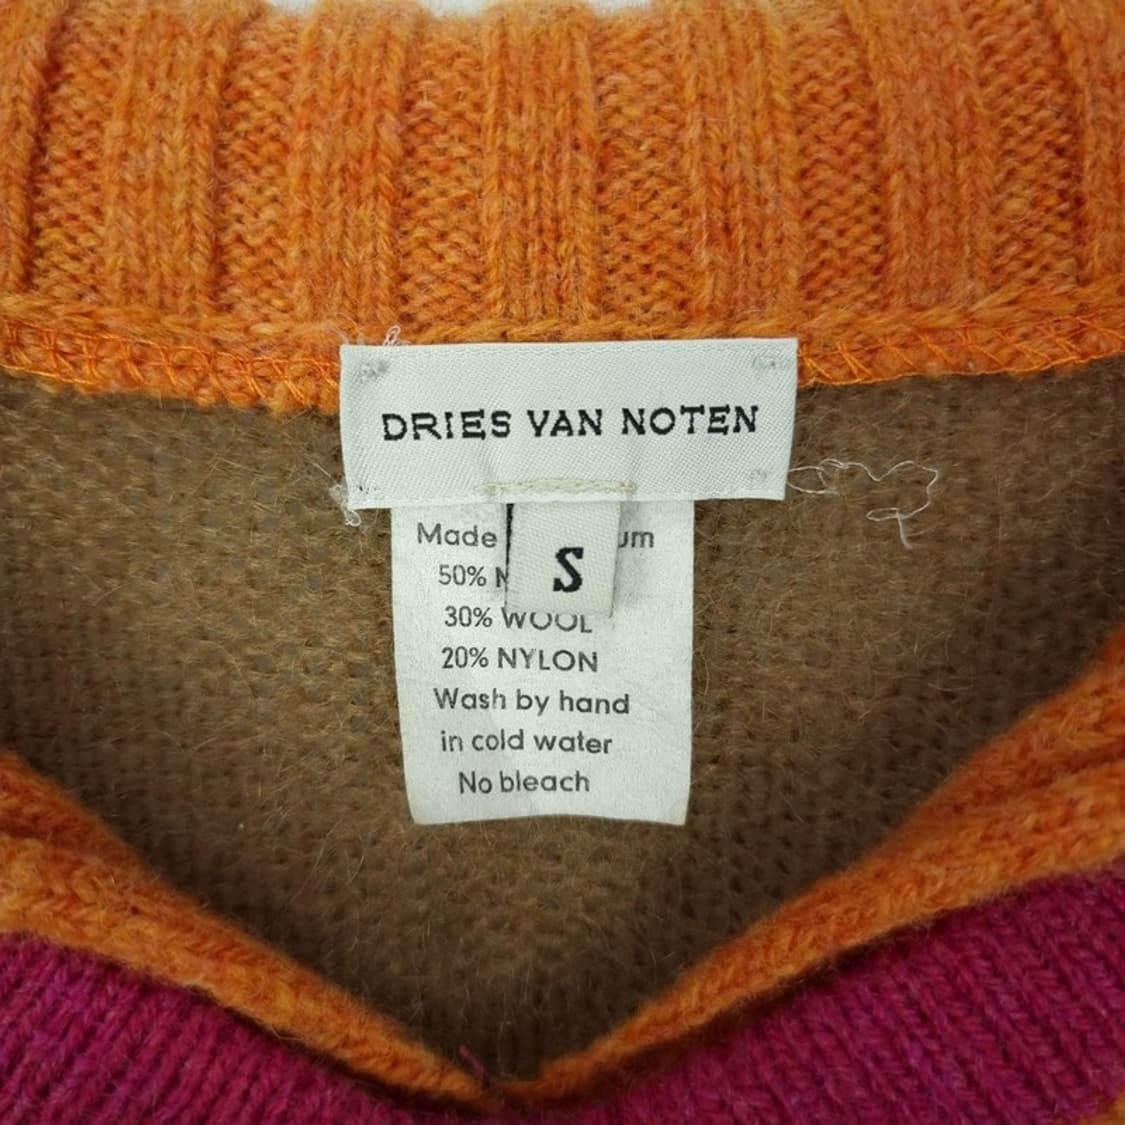 DRIES VAN NOTEN
S
Made
50%
30% WOOL
20% NYLON
Wash by hand
in cold water
No bleach